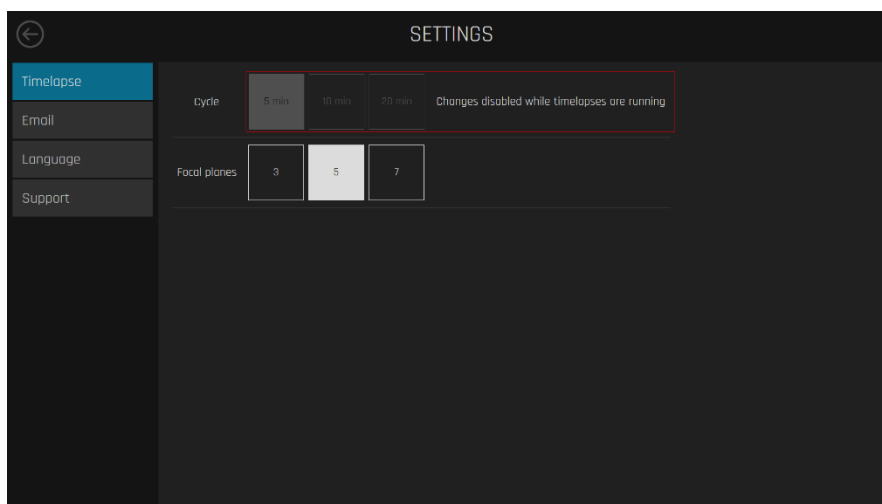 SETTINGS
Timelapse
Email
Language
Support
Cycle 5 min 10 min 20 min Changes disabled while timelapses are running
Focal planes 3 5 7